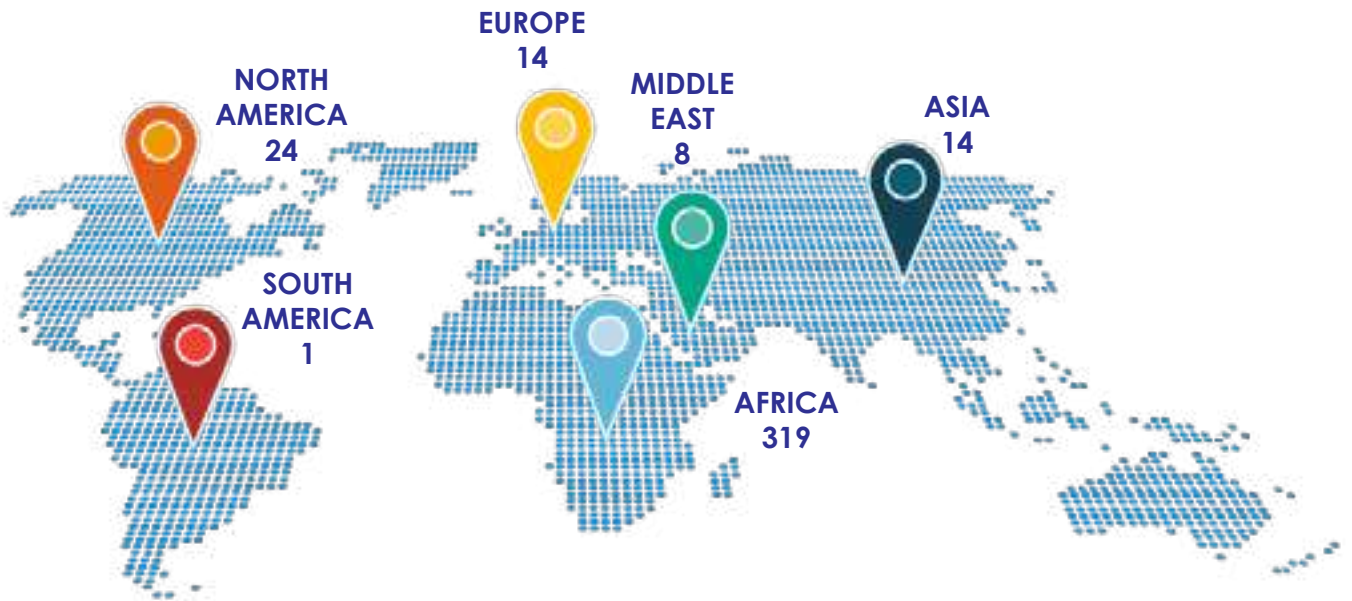 EUROPE
14
NORTH
AMERICA
24
MIDDLE
EAST
8
ASIA
14
SOUTH
AMERICA
1
AFRICA
319